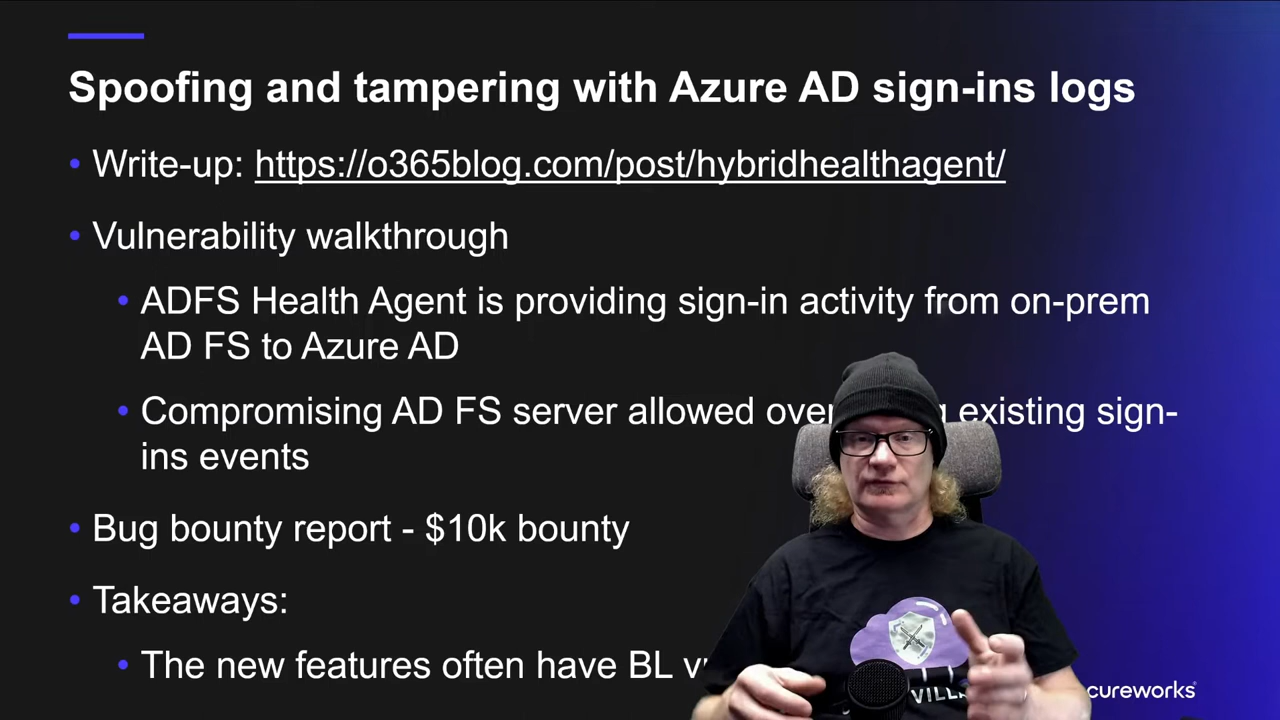 Spoofing and tampering with Azure AD sign-ins logs
• Write-up: https://o365blog.com/post/hybridhealthagent/
• Vulnerability walkthrough
• ADFS Health Agent is providing sign-in activity from on-prem
AD FS to Azure AD
• Compromising AD FS server allowed existing sign-
ins events
• Bug bounty report - $10k bounty
• Takeaways:
• The new features often have BL
VILLA
cureworks